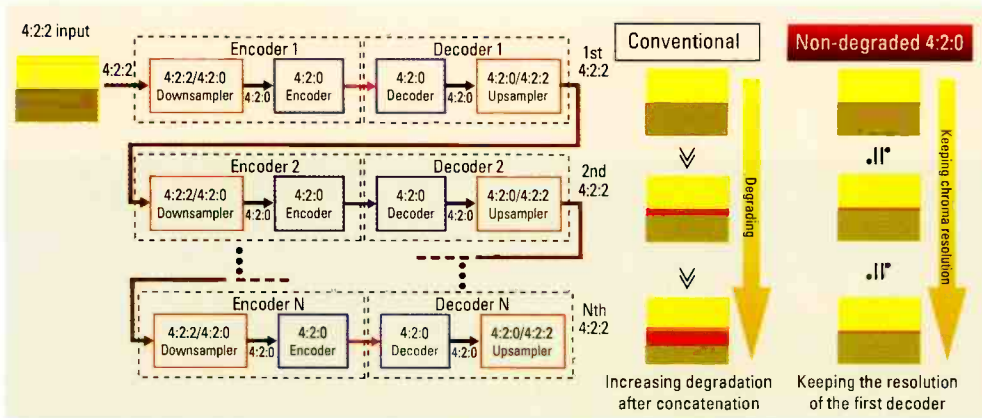 4:2:2 input
4:2:2
Encoder 1
4:2:2/4:2:0
Downsampler
4:2:0
4:2:0
Encoder
Decoder 1
4:2:0
Decoder
4:2:0
4:2:0/4:2:2
Upsampler
1st
4:2:2
Encoder 2
4:2:2/4:2:0
Downsampler
4:2:0
4:2:0
Encoder
Decoder 2
4:2:0
Decoder
4:2:0
4:2:0/4:2:2
Upsampler
2nd
4:2:2
Encoder N
4:2:2/4:2:0
Downsampler
4:2:0
4:2:0
Encoder
Decoder N
4:2:0
Decoder
4:2:0
4:2:0/4:2:2
Upsampler
Nth
4:2:2
Conventional
Degrading
Increasing degradation
after concatenation
Non-degraded 4:2:0
Keeping chroma resolution
Keeping the resolution
of the first decoder